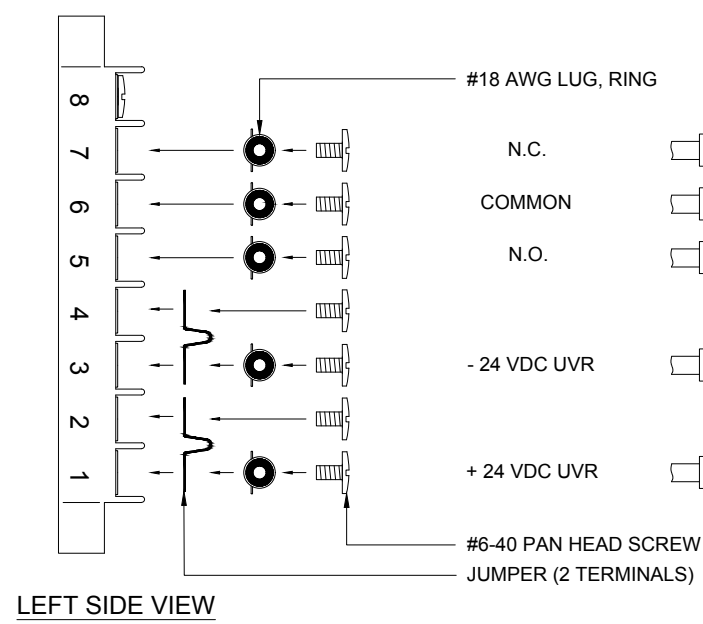 #18 AWG LUG, RING
8
7
N.C.
6
COMMON
5
N.O.
4
3
- 24 VDC UVR
2
1
+ 24 VDC UVR
#6-40 PAN HEAD SCREW
JUMPER (2 TERMINALS)
LEFT SIDE VIEW